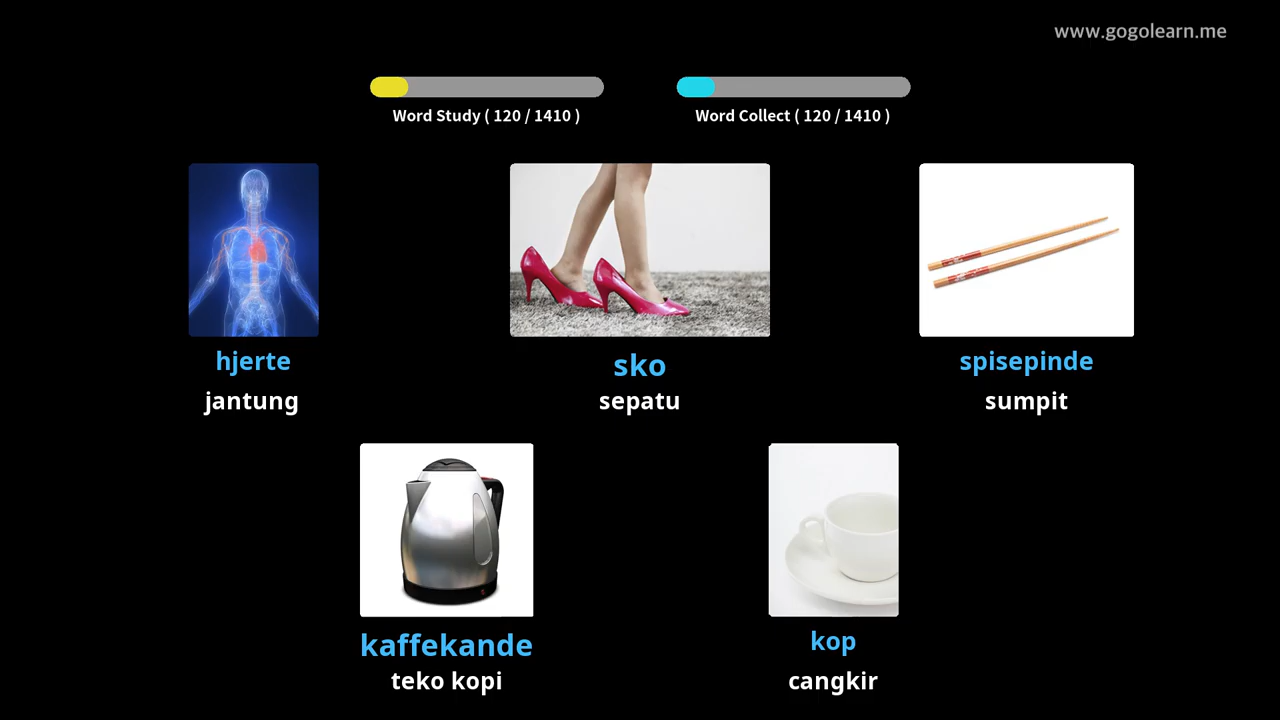 www.gogolearn.me
Word Study ( 120 / 1410 )
Word Collect ( 120 / 1410 )
hjerte
jantung
sko
sepatu
spisepinde
sumpit
kaffekande
teko kopi
kop
cangkir